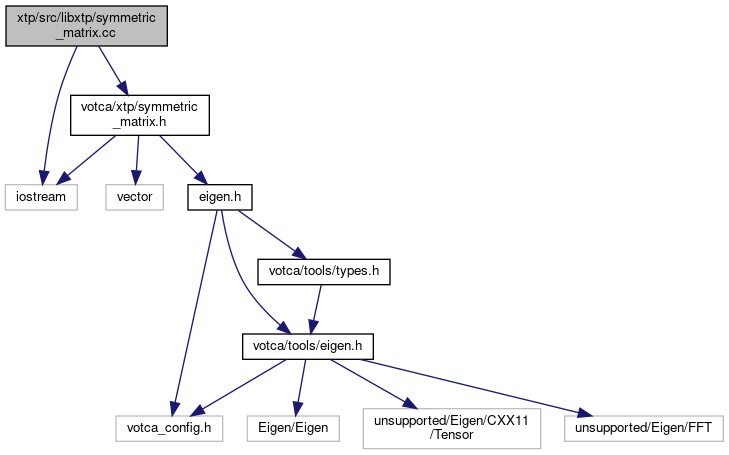 xtp/src/libxtp/symmetric
_matrix.cc
votca/xtp/symmetric
_matrix.h
iostream
vector
eigen.h
votca/tools/types.h
votca/tools/eigen.h
votca_config.h
Eigen/Eigen
unsupported/Eigen/CXX11
/Tensor
unsupported/Eigen/FFT